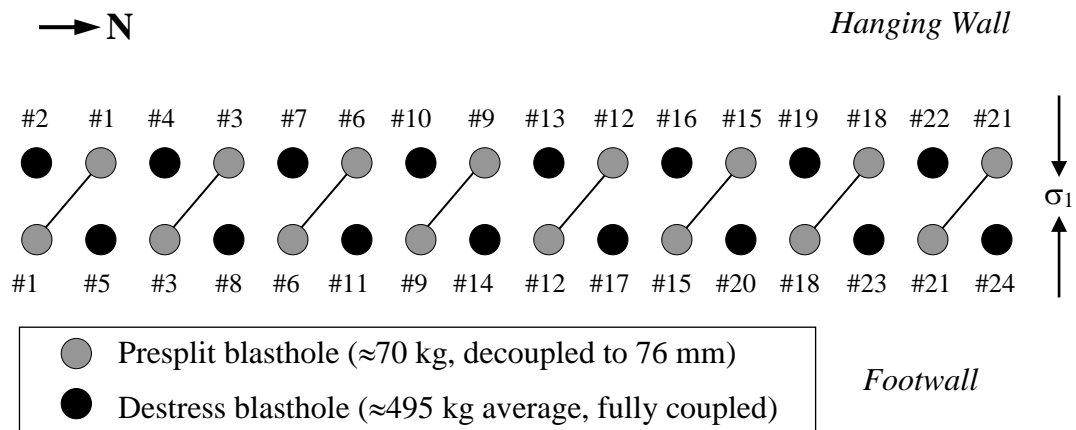 N
Hanging Wall
#2 #1 #4 #3 #7 #6 #10 #9 #13 #12 #16 #15 #19 #18 #22 #21
σ1
#1 #5 #3 #8 #6 #11 #9 #14 #12 #17 #15 #20 #18 #23 #21 #24
Presplit blasthole (≈70 kg, decoupled to 76 mm)
Footwall
Destress blasthole (≈495 kg average, fully coupled)